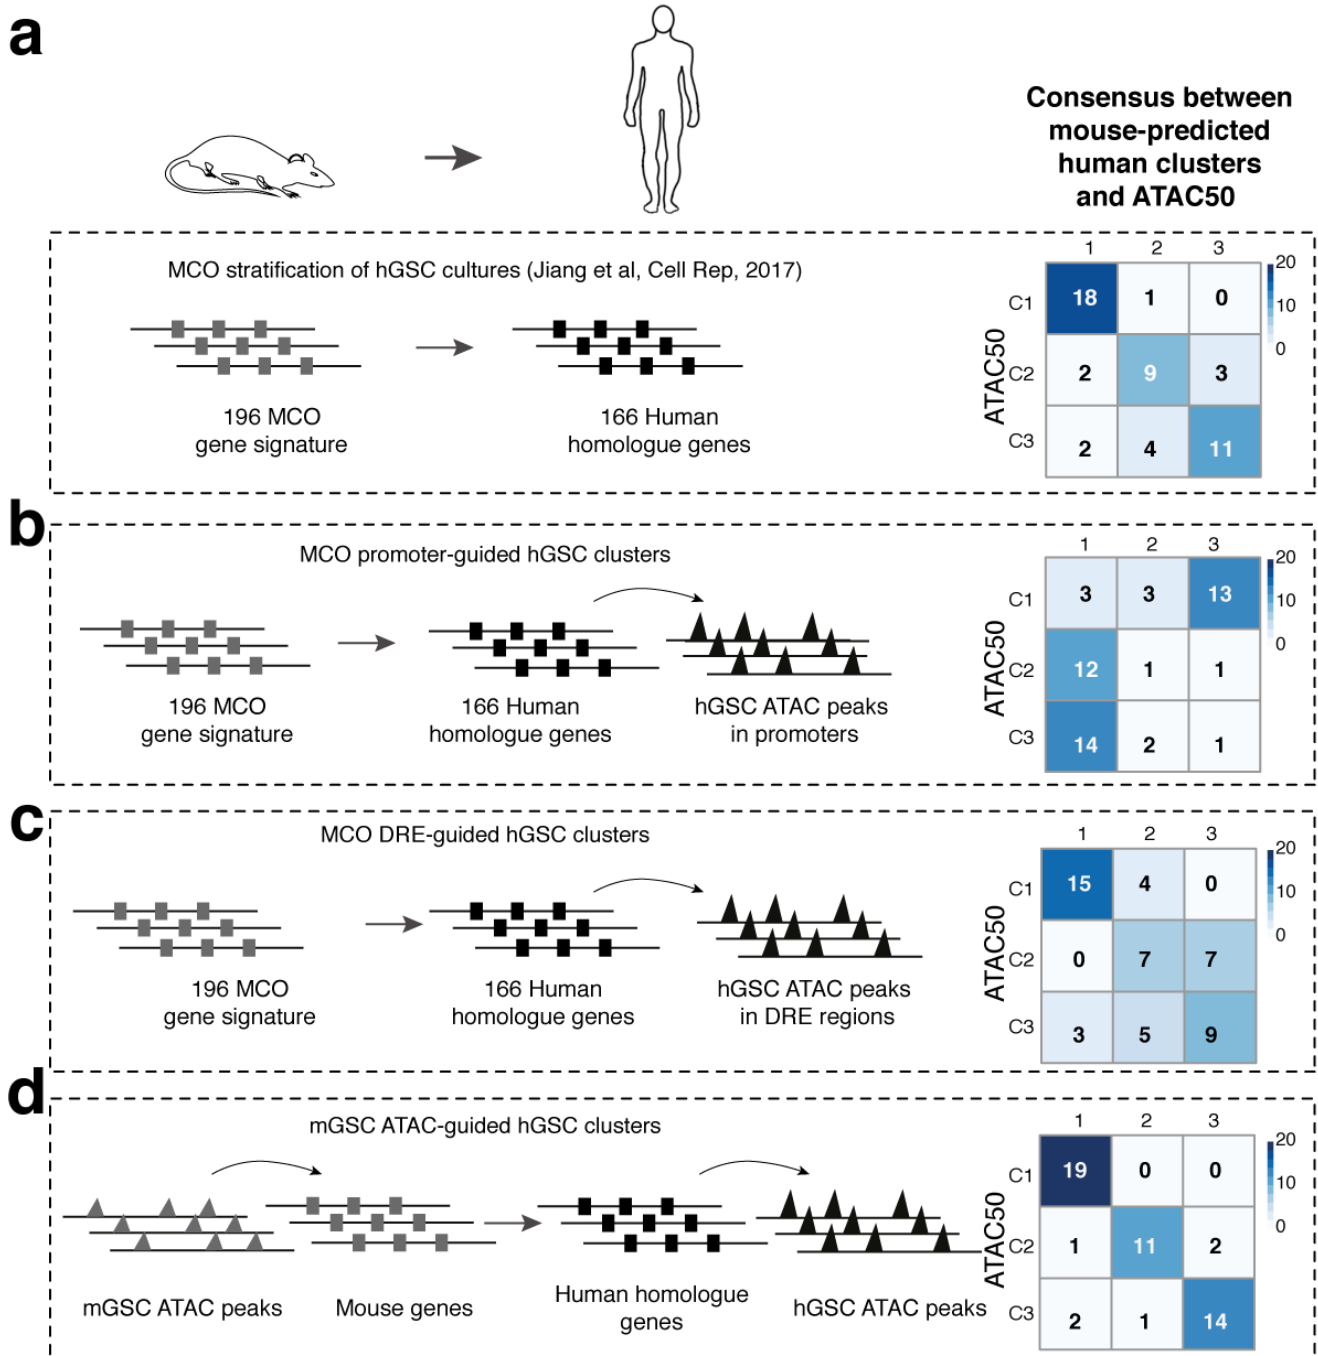 a
Consensus between
mouse-predicted
human clusters
and ATAC50
MCO stratification of hGSC cultures (Jiang et al, Cell Rep, 2017)
196 MCO
gene signature
166 Human
homologue genes
1 2 3
ATAC50
C1 18 1 0
C2 2 9 3
C3 2 4 11
20
10
0
b
MCO promoter-guided hGSC clusters
196 MCO
gene signature
166 Human
homologue genes
hGSC ATAC peaks
in promoters
1 2 3
ATAC50
C1 3 3 13
C2 12 1 1
C3 14 2 1
20
10
0
c
MCO DRE-guided hGSC clusters
196 MCO
gene signature
166 Human
homologue genes
hGSC ATAC peaks
in DRE regions
1 2 3
ATAC50
C1 15 4 0
C2 0 7 7
C3 3 5 9
20
10
0
d
mGSC ATAC-guided hGSC clusters
mGSC ATAC peaks
Mouse genes
Human homologue
genes
hGSC ATAC peaks
1 2 3
ATAC50
C1 19 0 0
C2 1 11 2
C3 2 1 14
20
10
0